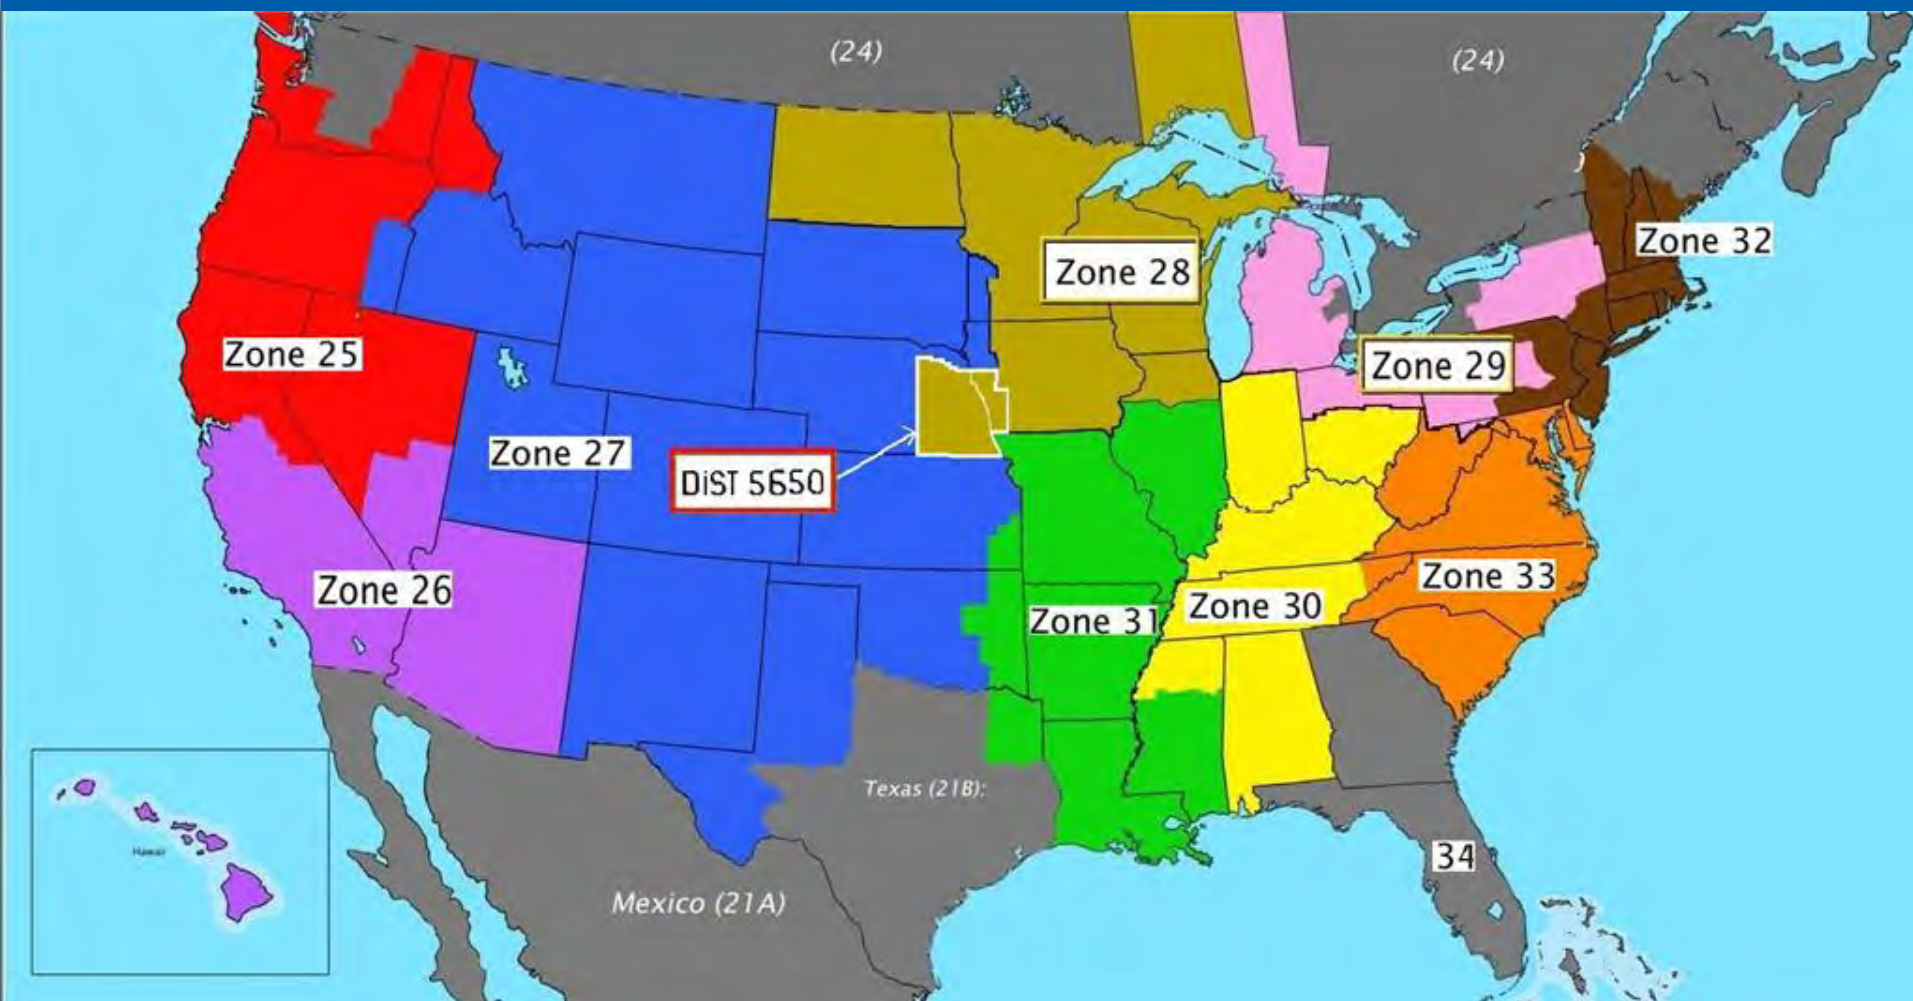 (24)
(24)
Zone 32
Zone 28
Zone 25
Zone 29
Zone 27
DiST 5650
Zone 26
Zone 31
Zone 30
Zone 33
Texas (21B):
Hawaii
34
Mexico (21A)